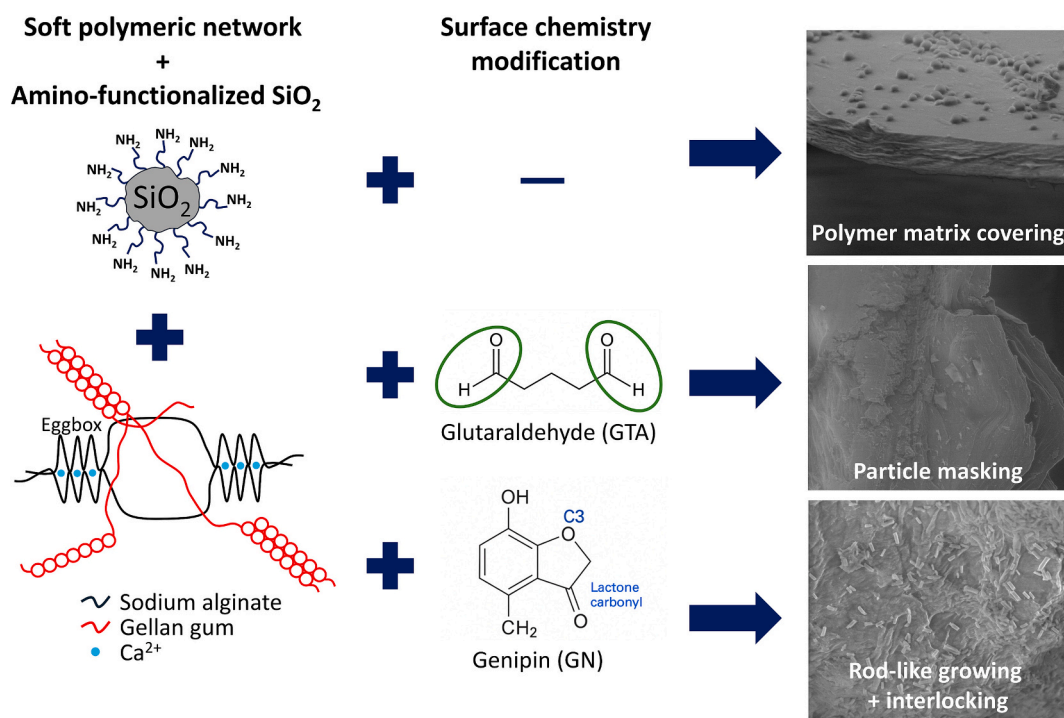 Soft polymeric network
+
Amino-functionalized SiO₂
Surface chemistry
modification
NH₂
NH₂
NH₂
NH₂
NH₂
NH₂
NH₂
NH₂
NH₂
NH₂
NH₂
NH₂
NH₂
SiO₂
Polymer matrix covering
Eggbox
O
O
H
H
Glutaraldehyde (GTA)
Particle masking
OH
C3
O
Lactone
carbonyl
O
CH₂
Genipin (GN)
Sodium alginate
Gellan gum
Ca²⁺
Rod-like growing
+ interlocking